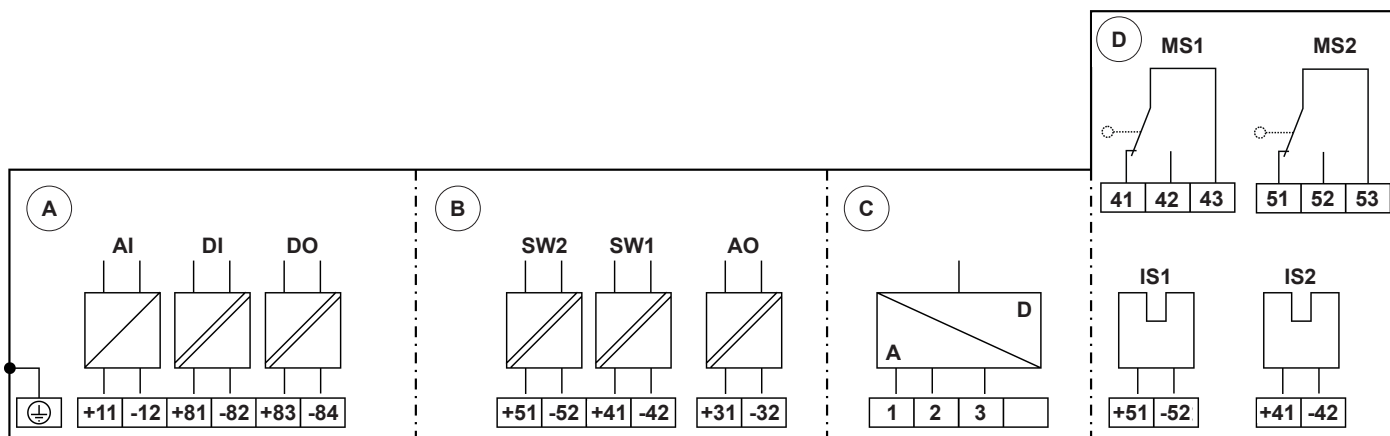 D
MS1 MS2
41 42 43 51 52 53
A B C
AI DI DO SW2 SW1 AO IS1 IS2
D
A
+11 -12 +81 -82 +83 -84 +51 -52 +41 -42 +31 -32 1 2 3 +51 -52 +41 -42